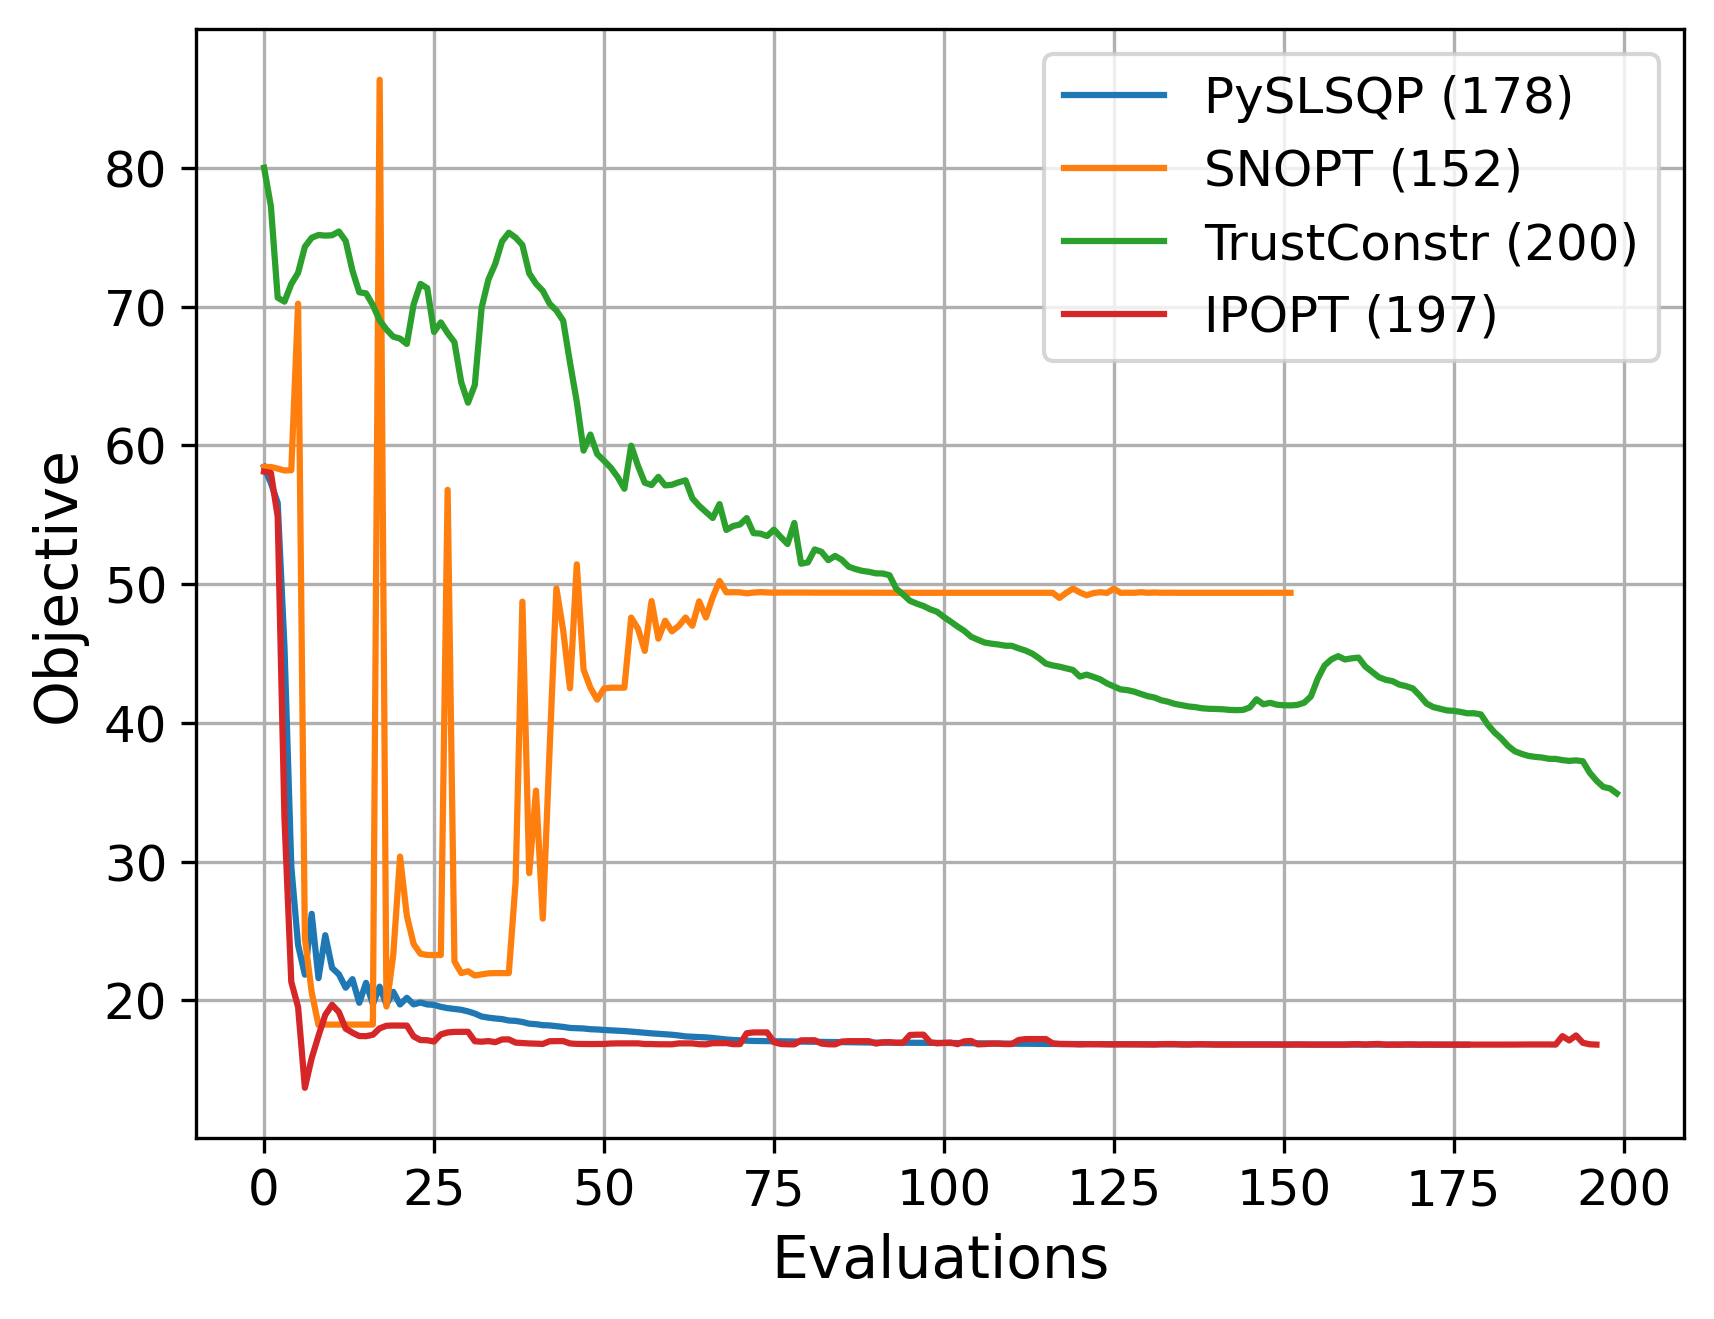 PySLSQP (178)
SNOPT (152)
TrustConstr (200)
IPOPT (197)
80
70
60
50
40
30
20
Objective
0 25 50 75 100 125 150 175 200
Evaluations